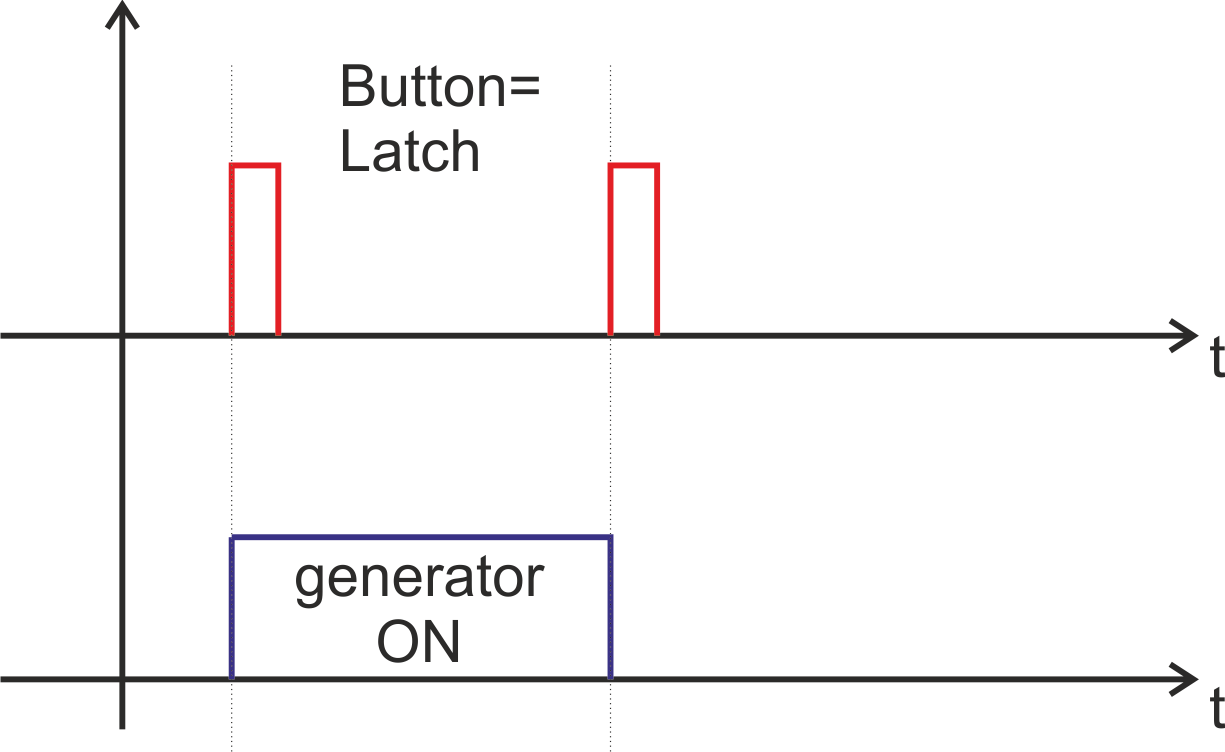 Button=
Latch
t
generator
ON
t